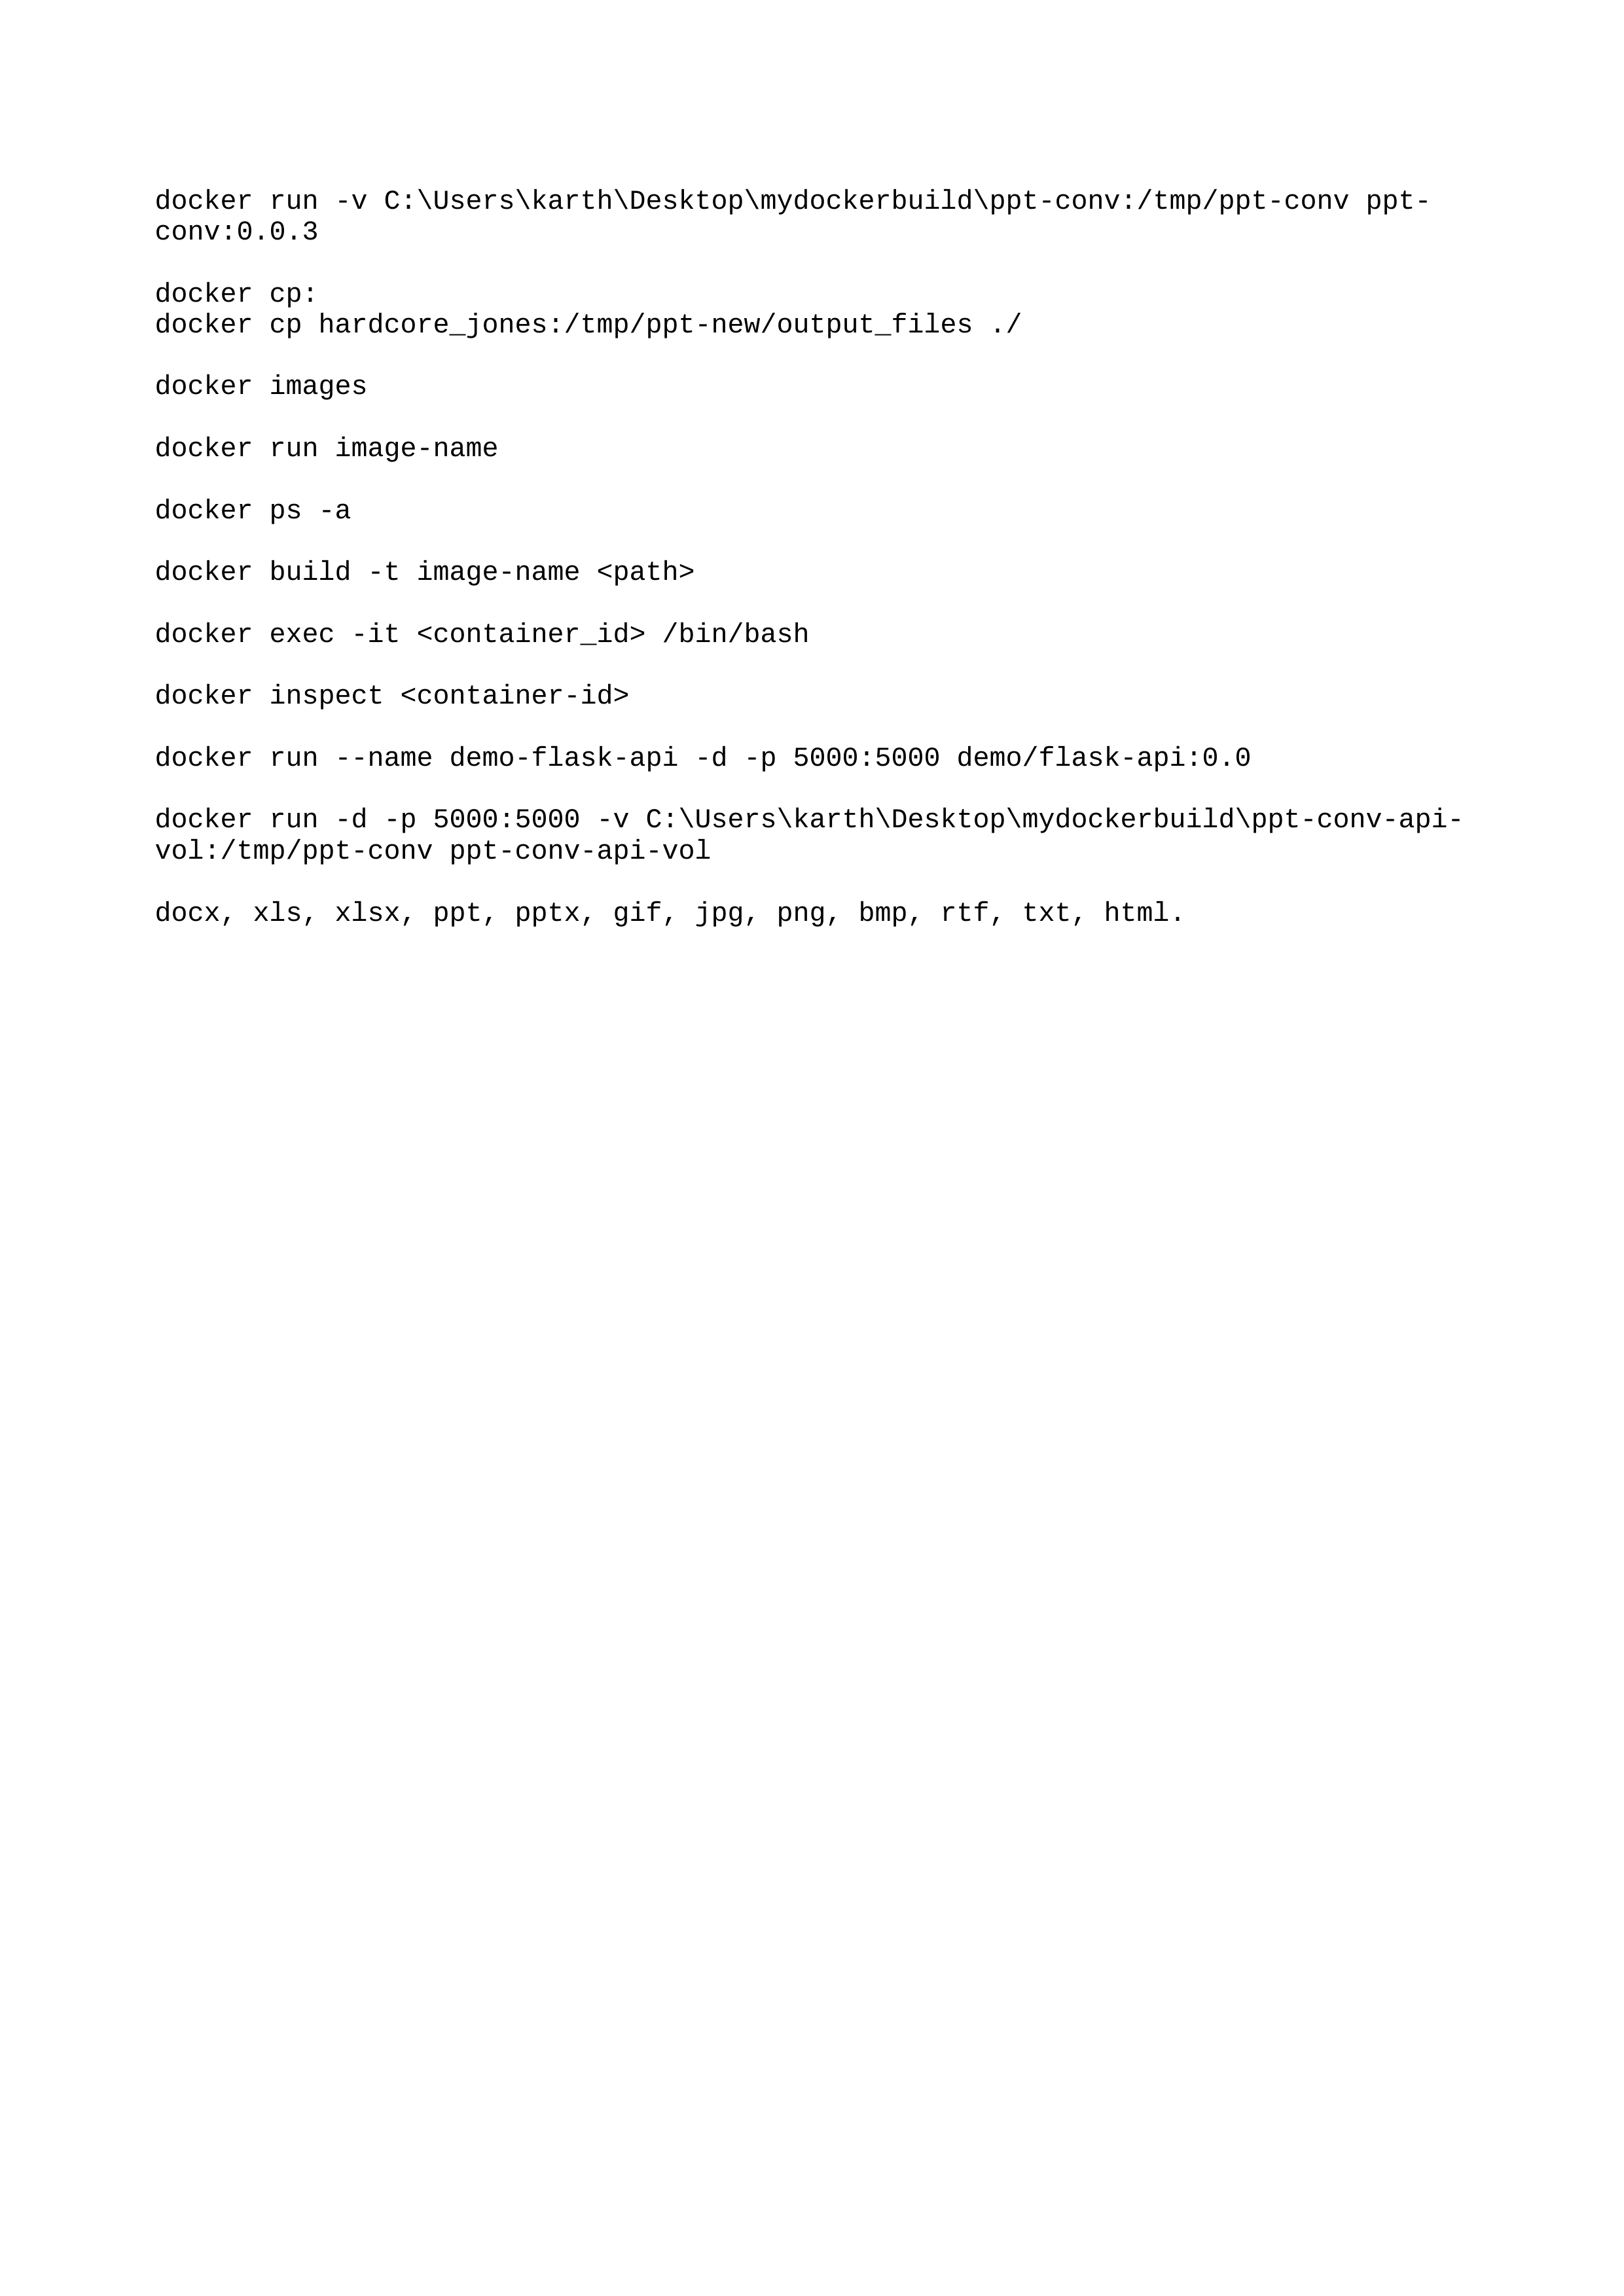 docker run -v C:\Users\karth\Desktop\mydockerbuild\ppt-conv:/tmp/ppt-conv ppt-
conv:0.0.3
docker cp:
docker cp hardcore_jones:/tmp/ppt-new/output_files ./
docker images
docker run image-name
docker ps -a
docker build -t image-name <path>
docker exec -it <container_id> /bin/bash
docker inspect <container-id>
docker run --name demo-flask-api -d -p 5000:5000 demo/flask-api:0.0
docker run -d -p 5000:5000 -v C:\Users\karth\Desktop\mydockerbuild\ppt-conv-api-
vol:/tmp/ppt-conv ppt-conv-api-vol
docx, xls, xlsx, ppt, pptx, gif, jpg, png, bmp, rtf, txt, html.